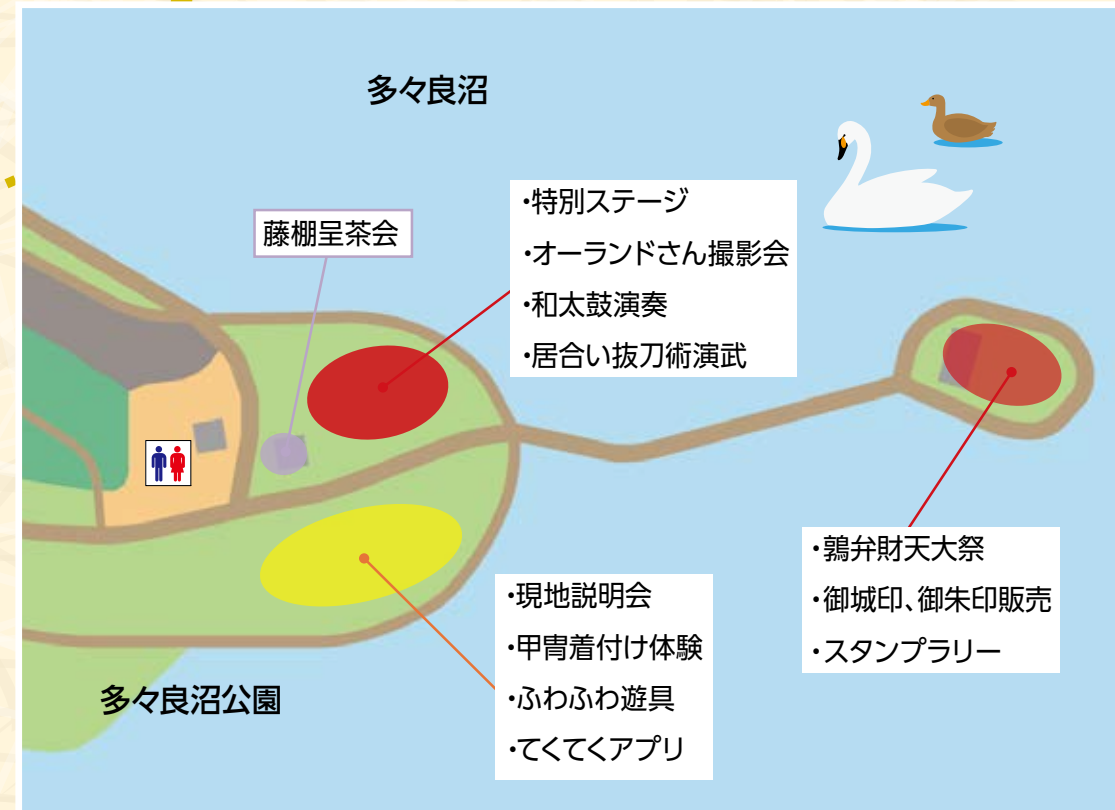 多々良沼
藤棚呈茶会
・特別ステージ
・オーランドさん撮影会
・和太鼓演奏
・居合い抜刀術演武
・鶉弁財天大祭
・御城印、御朱印販売
・スタンプラリー
・現地説明会
・甲冑着付け体験
・ふわふわ遊具
・てくてくアプリ
多々良沼公園